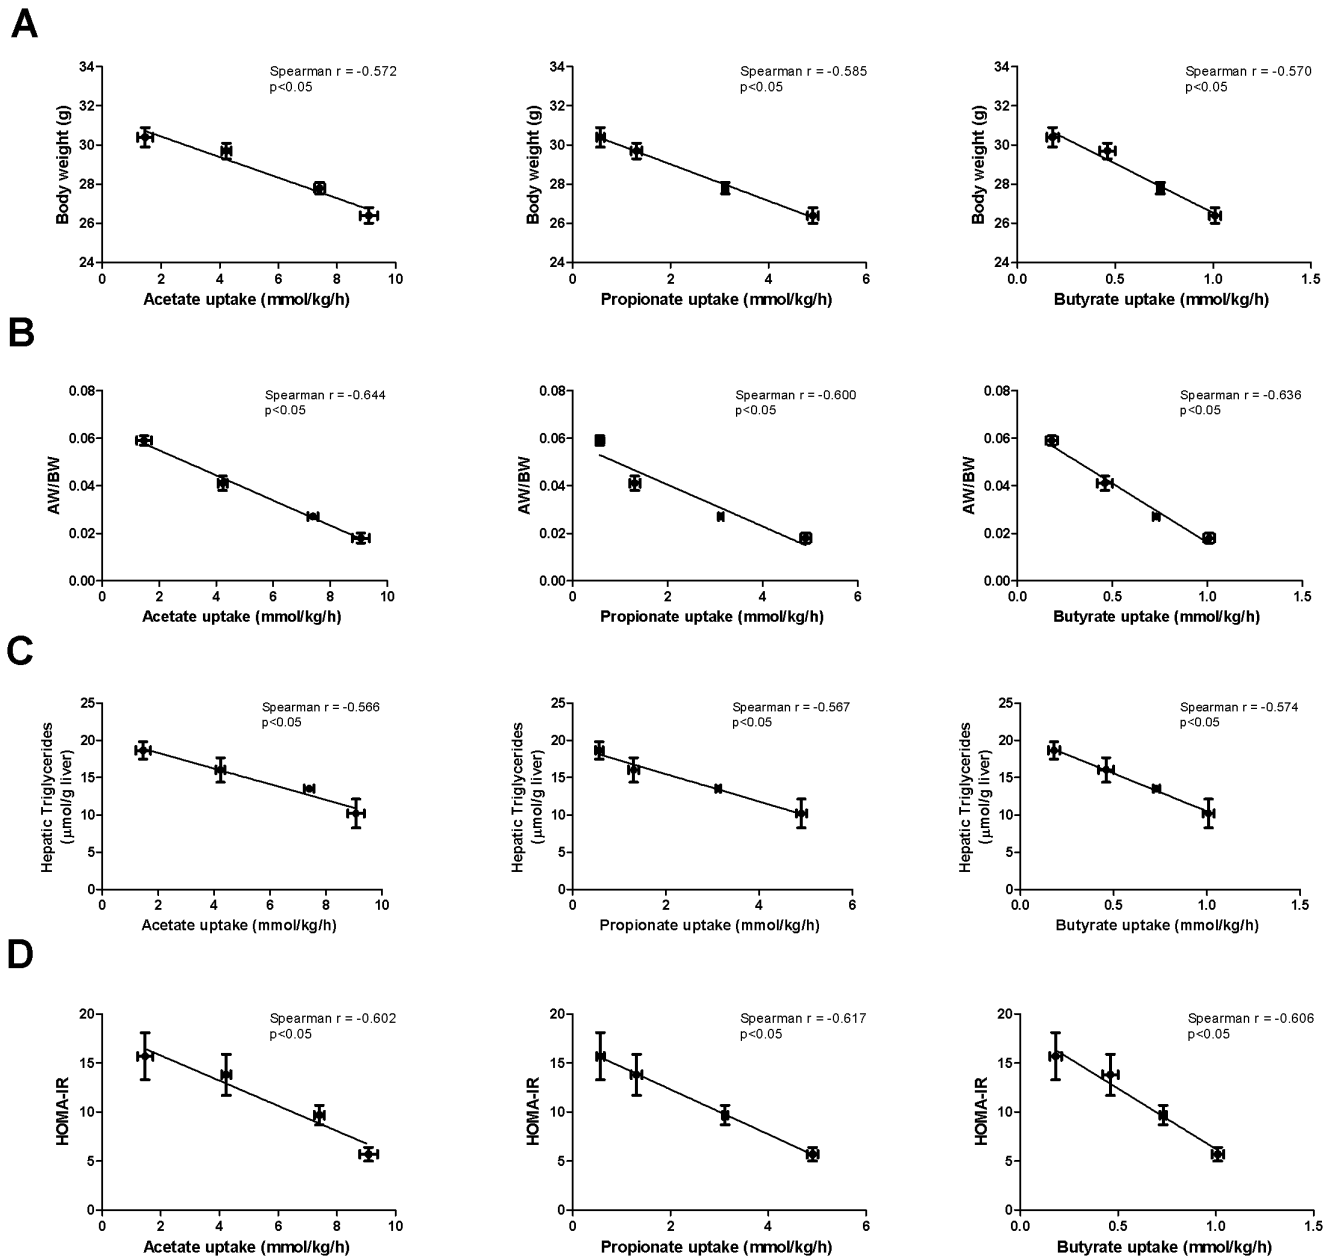 A
Spearman r = -0.572
p<0.05
34
32
30
28
26
24
Body weight (g)
0
2
4
6
8
10
Acetate uptake (mmol/kg/h)
Spearman r = -0.585
p<0.05
34
32
30
28
26
24
Body weight (g)
0
2
4
6
Propionate uptake (mmol/kg/h)
Spearman r = -0.570
p<0.05
34
32
30
28
26
24
Body weight (g)
0.0
0.5
1.0
1.5
Butyrate uptake (mmol/kg/h)
B
Spearman r = -0.644
p<0.05
0.08
0.06
0.04
0.02
0.00
AW/BW
0
2
4
6
8
10
Acetate uptake (mmol/kg/h)
Spearman r = -0.600
p<0.05
0.08
0.06
0.04
0.02
0.00
AW/BW
0
2
4
6
Propionate uptake (mmol/kg/h)
Spearman r = -0.636
p<0.05
0.08
0.06
0.04
0.02
0.00
AW/BW
0.0
0.5
1.0
1.5
Butyrate uptake (mmol/kg/h)
C
Spearman r = -0.566
p<0.05
25
20
15
10
5
0
Hepatic Triglycerides
(μmol/g liver)
0
2
4
6
8
10
Acetate uptake (mmol/kg/h)
Spearman r = -0.567
p<0.05
25
20
15
10
5
0
Hepatic Triglycerides
(μmol/g liver)
0
2
4
6
Propionate uptake (mmol/kg/h)
Spearman r = -0.574
p<0.05
25
20
15
10
5
0
Hepatic Triglycerides
(μmol/g liver)
0.0
0.5
1.0
1.5
Butyrate uptake (mmol/kg/h)
D
Spearman r = -0.602
p<0.05
20
15
10
5
0
HOMA-IR
0
2
4
6
8
10
Acetate uptake (mmol/kg/h)
Spearman r = -0.617
p<0.05
20
15
10
5
0
HOMA-IR
0
2
4
6
Propionate uptake (mmol/kg/h)
Spearman r = -0.606
p<0.05
20
15
10
5
0
HOMA-IR
0.0
0.5
1.0
1.5
Butyrate uptake (mmol/kg/h)